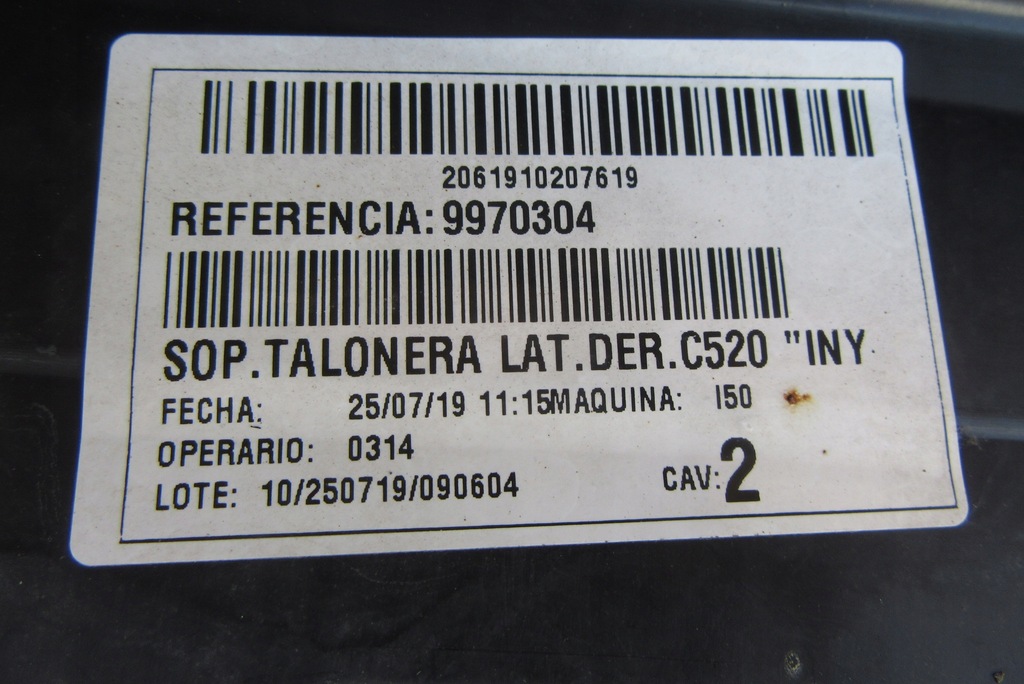 2061910207619
REFERENCIA: 9970304
SOP.TALONERA LAT.DER.C520 "INY
FECHA: 25/07/19 11:15MAQUINA: I50
OPERARIO: 0314
LOTE: 10/250719/090604 CAV: 2